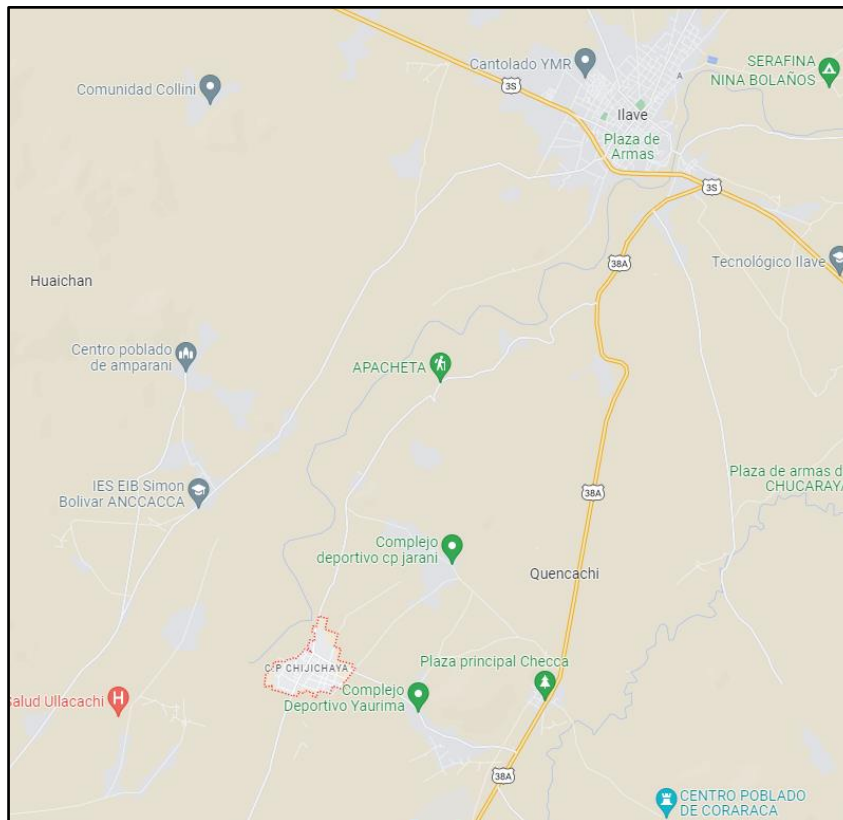 Cantolado YMR
SERAFINA
NINA BOLAÑOS
Comunidad Collini
3S
A
Ilave
Plaza de
Armas
3S
38A
Tecnológico Ilave
Huaichan
Centro poblado
de amparani
APACHETA
IES EIB Simon
Bolivar ANCCACCA
38A
Plaza de armas d
CHUCARAYA
Complejo
deportivo cp jarani
Quencachi
C.P CHIJICHAYA
Plaza principal Checca
Salud Ullacachi
H
Complejo
Deportivo Yaurima
38A
CENTRO POBLADO
DE CORARACA